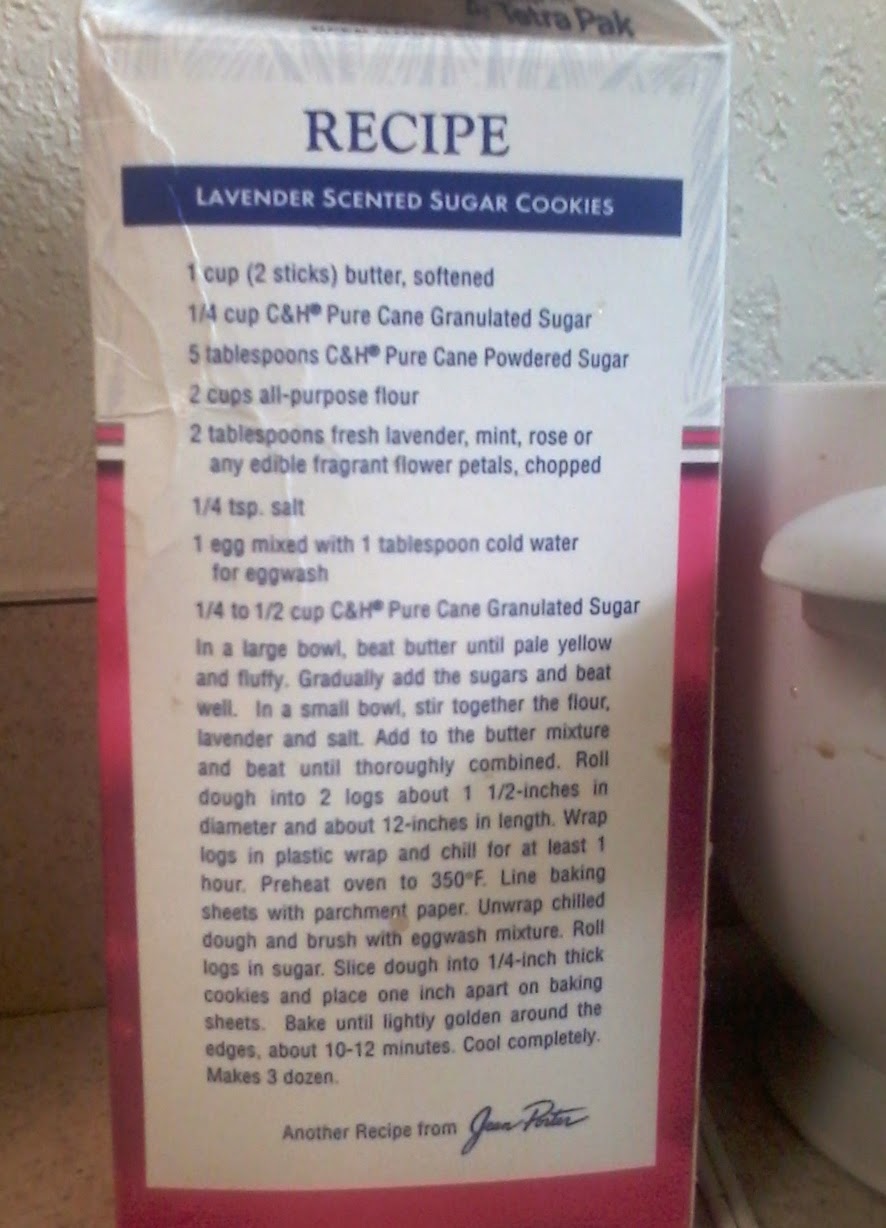 Tetra Pak
RECIPE
LAVENDER SCENTED SUGAR COOKIES
1 cup (2 sticks) butter, softened
1/4 cup C&H® Pure Cane Granulated Sugar
5 tablespoons C&H® Pure Cane Powdered Sugar
2 cups all-purpose flour
2 tablespoons fresh lavender, mint, rose or
any edible fragrant flower petals, chopped
1/4 tsp. salt
1 egg mixed with 1 tablespoon cold water
for eggwash
1/4 to 1/2 cup C&H® Pure Cane Granulated Sugar
In a large bowl, beat butter until pale yellow
and fluffy. Gradually add the sugars and beat
well. In a small bowl, stir together the flour,
lavender and salt. Add to the butter mixture
and beat until thoroughly combined. Roll
dough into 2 logs about 1 1/2-inches in
diameter and about 12-inches in length. Wrap
logs in plastic wrap and chill for at least 1
hour. Preheat oven to 350°F. Line baking
sheets with parchment paper. Unwrap chilled
dough and brush with eggwash mixture. Roll
logs in sugar. Slice dough into 1/4-inch thick
cookies and place one inch apart on baking
sheets. Bake until lightly golden around the
edges, about 10-12 minutes. Cool completely.
Makes 3 dozen.
Another Recipe from Jean Porter